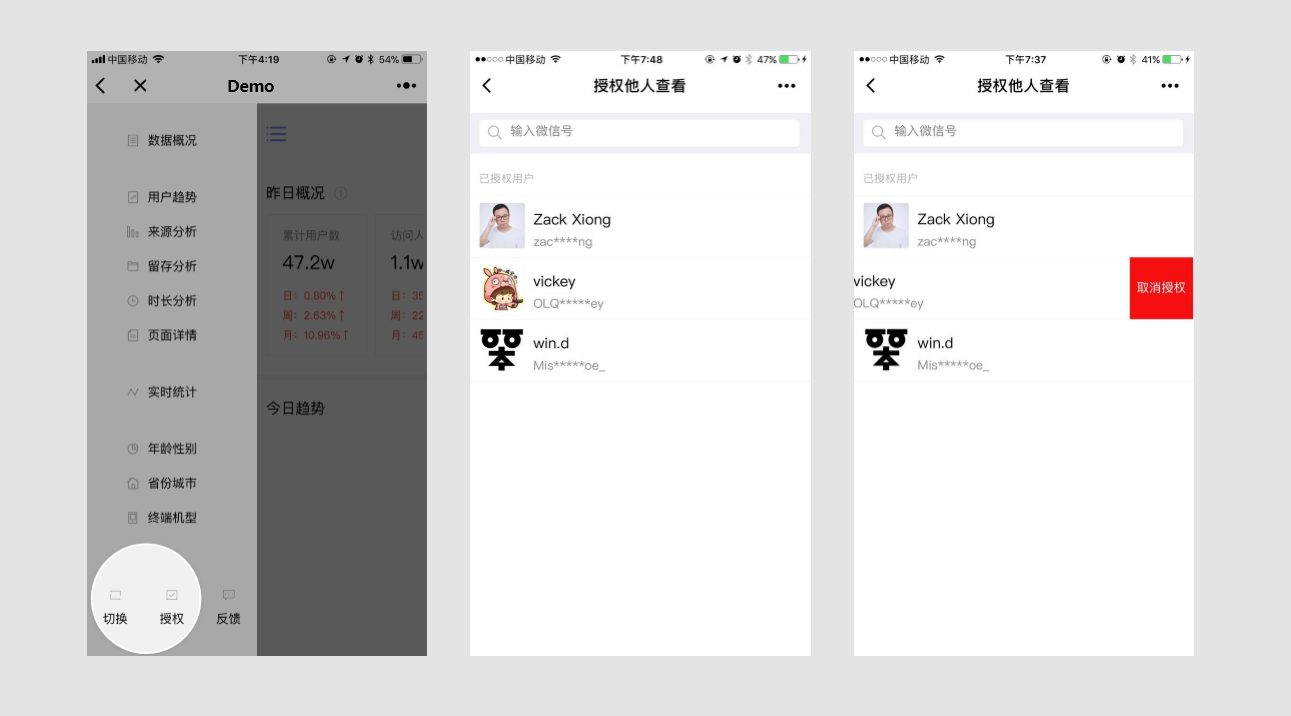 中国移动 下午4:19 54%
Demo
数据概况
用户趋势
来源分析
留存分析
时长分析
页面详情
实时统计
年龄性别
省份城市
终端机型
切换 授权 反馈
昨日概况
累计用户数 访问人
47.2w 1.1w
日: 0.80%↑ 日: 35
周: 2.63%↑ 周: 22
月: 10.96%↑ 月: 45
今日趋势
中国移动 下午7:48 47%
授权他人查看
输入微信号
已授权用户
Zack Xiong
zac****ng
vickey
OLQ*****ey
win.d
Mis*****oe_
中国移动 下午7:37 41%
授权他人查看
输入微信号
已授权用户
Zack Xiong
zac****ng
vickey
OLQ*****ey
取消授权
win.d
Mis*****oe_